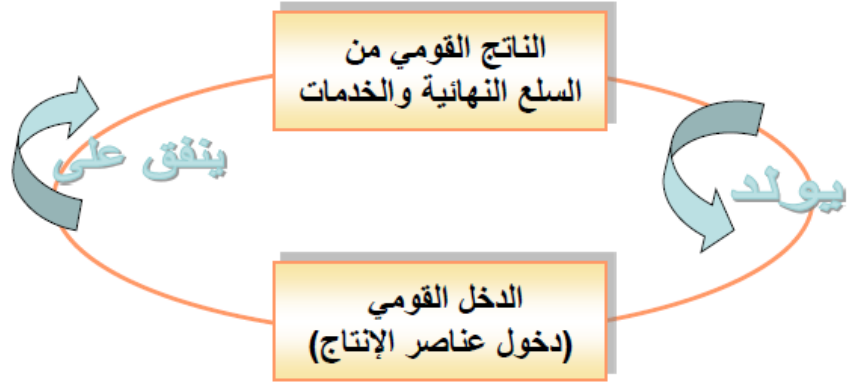 الناتج القومي من
السلع النهائية والخدمات
يولد
ينفق على
الدخل القومي
(دخول عناصر الإنتاج)